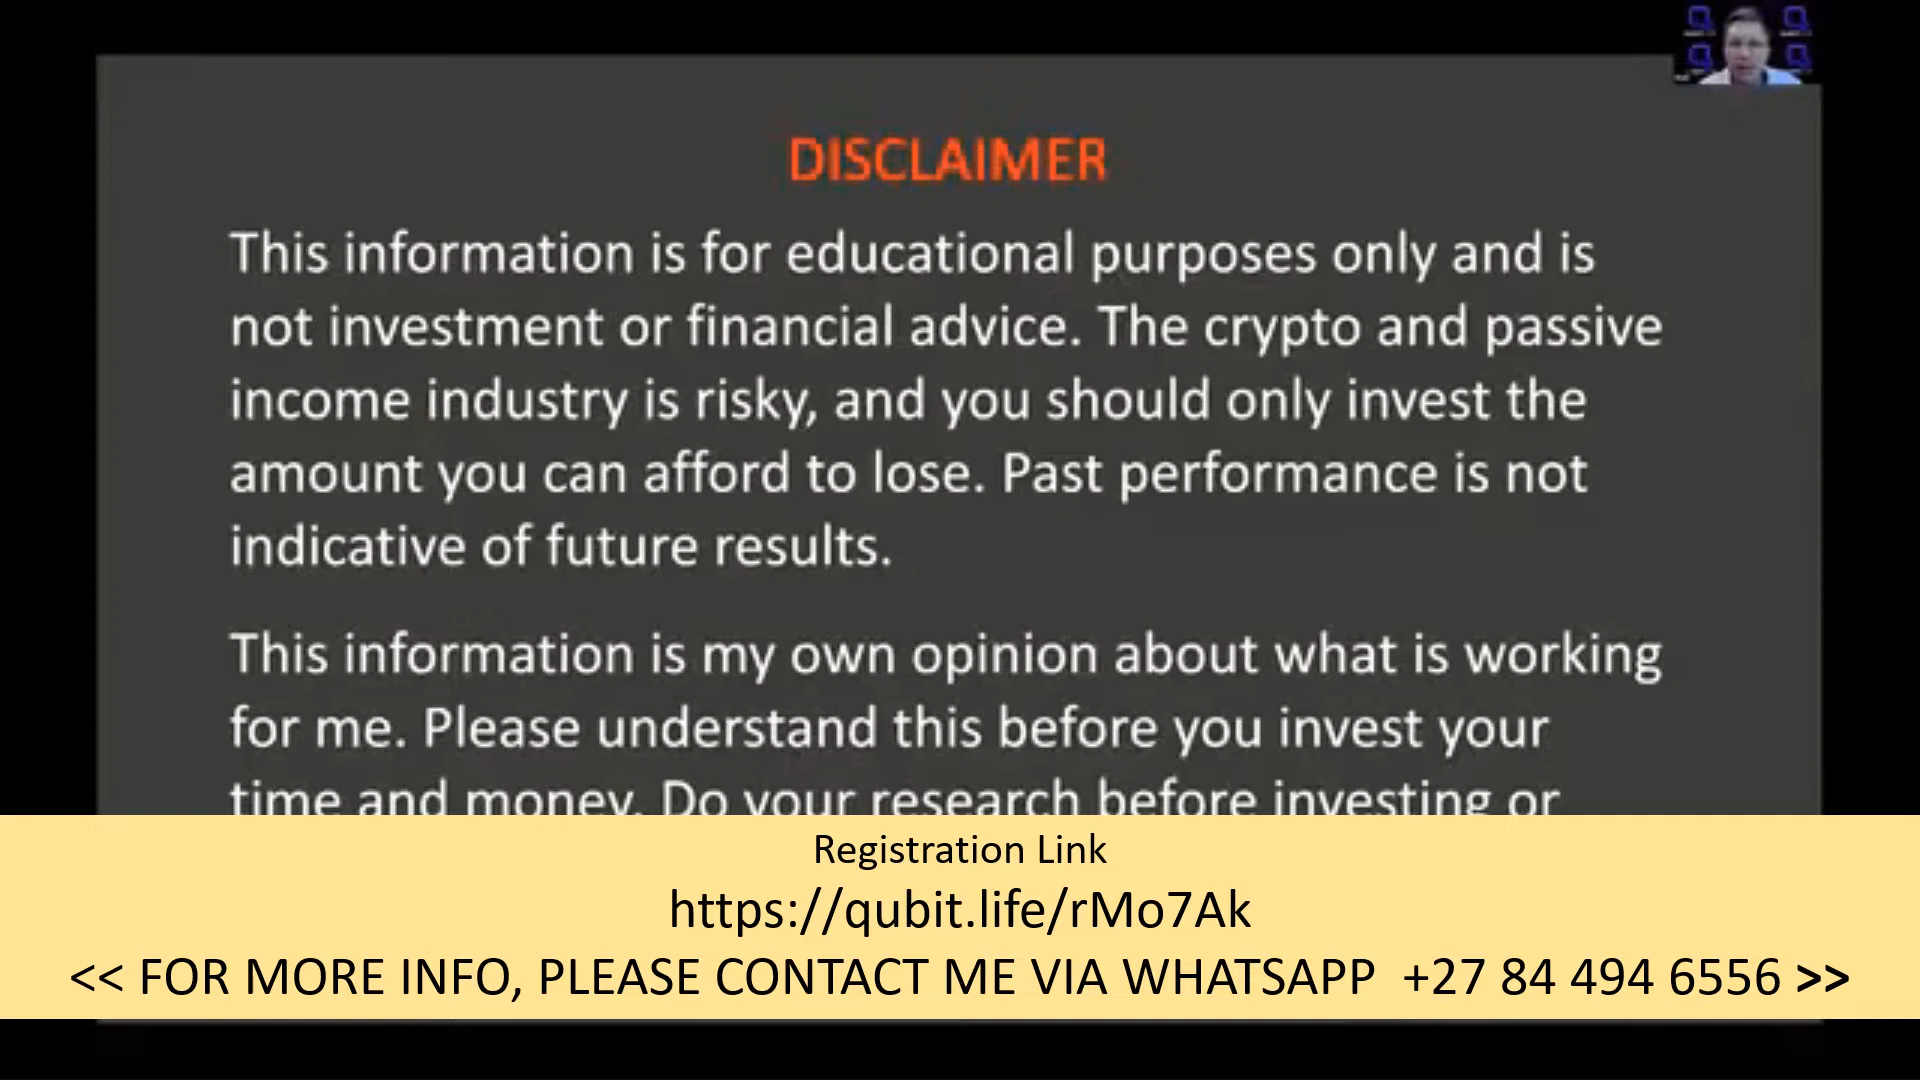 DISCLAIMER
This information is for educational purposes only and is
not investment or financial advice. The crypto and passive
income industry is risky, and you should only invest the
amount you can afford to lose. Past performance is not
indicative of future results.
This information is my own opinion about what is working
for me. Please understand this before you invest your
time and money. Do your research before investing or
Registration Link
https://qubit.life/rMo7Ak
<< FOR MORE INFO, PLEASE CONTACT ME VIA WHATSAPP +27 84 494 6556 >>